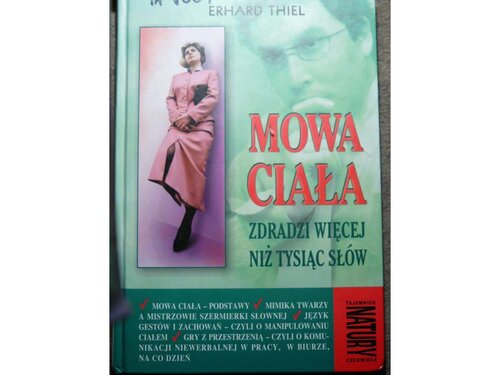 ERHARD THIEL
MOWA
CIAŁA
ZDRADZI WIĘCEJ
NIŻ TYSIĄC SŁÓW
✓ MOWA CIAŁA – PODSTAWY ✓ MIMIKA TWARZY
A MISTRZOWIE SZERMIERKI SŁOWNEJ ✓ JĘZYK
GESTÓW I ZACHOWAŃ – CZYLI O MANIPULOWANIU
CIAŁEM ✓ GRY Z PRZESTRZENIĄ – CZYLI O KOMU-
NIKACJI NIEWERBALNEJ W PRACY, W BIURZE,
NA CO DZIEŃ
TAJEMNICE
NATURY
CZŁOWIEKA